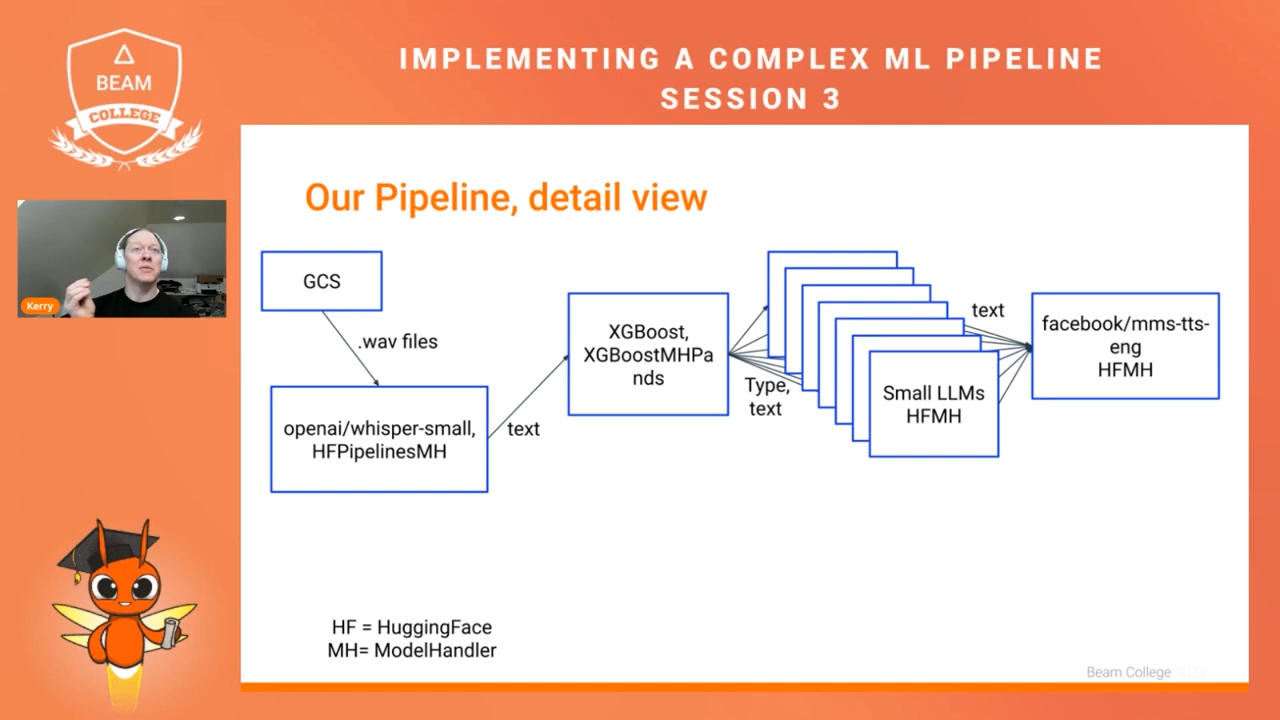 IMPLEMENTING A COMPLEX ML PIPELINE
SESSION 3
BEAM
COLLEGE
Kerry
Our Pipeline, detail view
GCS
.wav files
openai/whisper-small,
HFPipelinesMH
text
XGBoost,
XGBoostMHPa
nds
Type,
text
Small LLMs
HFMH
text
facebook/mms-tts-
eng
HFMH
HF = HuggingFace
MH= ModelHandler
Beam College